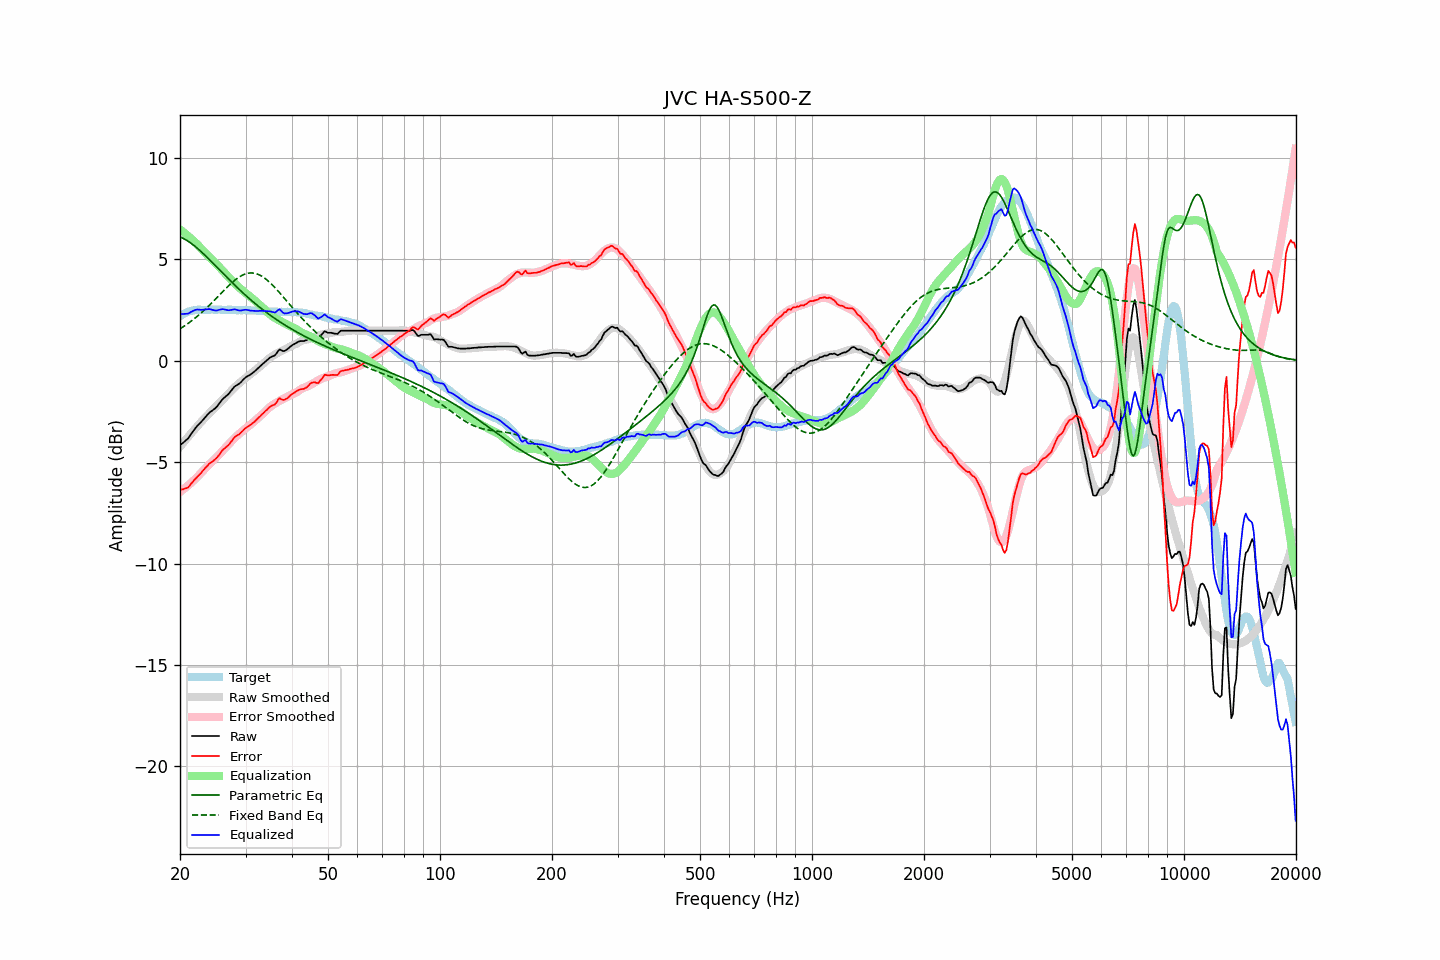 JVC HA-S500-Z
Amplitude (dBr)
10
5
0
−5
−10
−15
−20
Target
Raw Smoothed
Error Smoothed
Raw
Error
Equalization
Parametric Eq
Fixed Band Eq
Equalized
20 50 100 200 500 1000 2000 5000 10000 20000
Frequency (Hz)